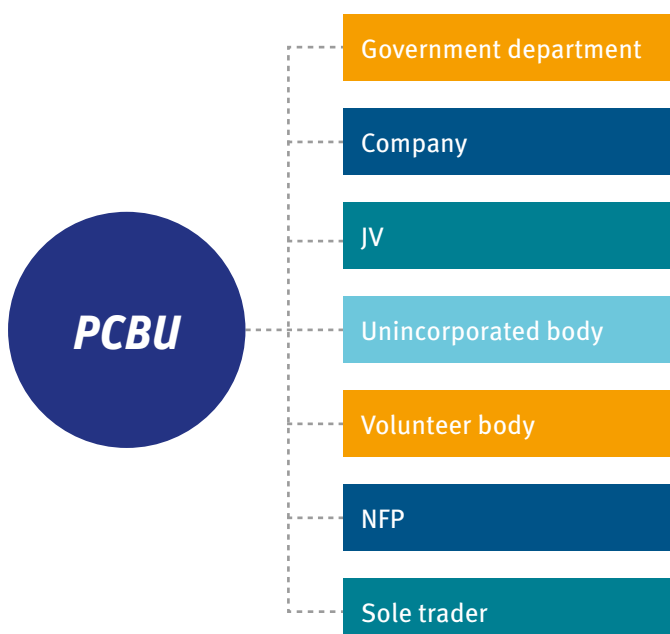 Government department
Company
JV
PCBU
Unincorporated body
Volunteer body
NFP
Sole trader